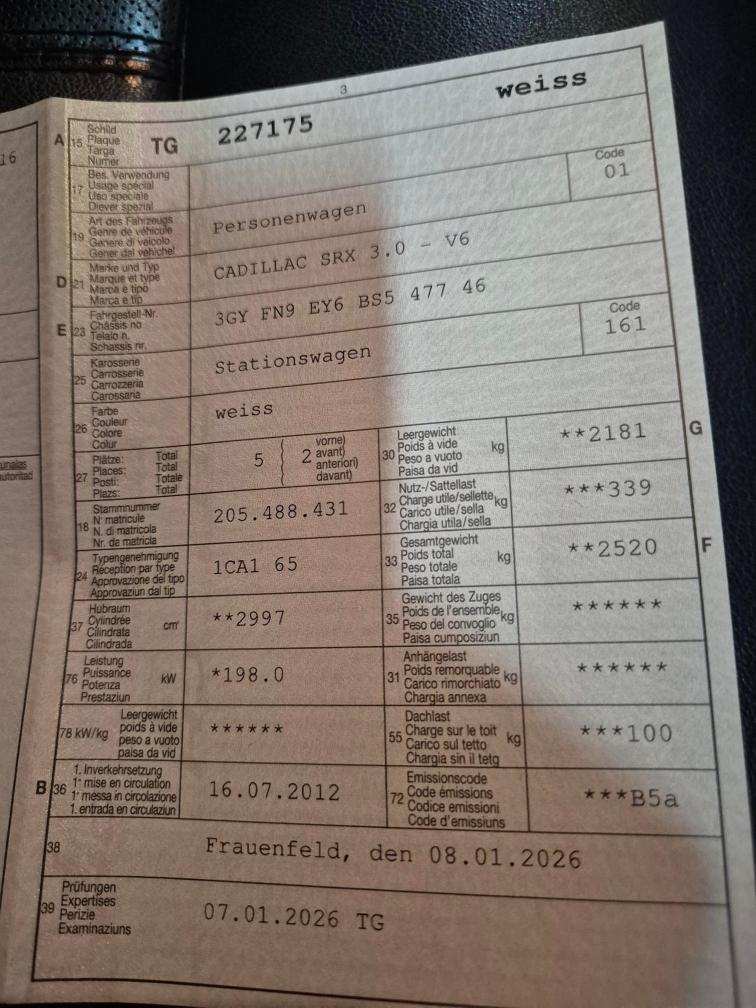 3
16
A 15 Schild
Plaque
Targa
Numer
TG 227175 weiss
17 Bes. Verwendung
Usage spécial
Uso speciale
Diever spezial
Code
01
19 Art des Fahrzeugs
Genre de véhicule
Genere di veicolo
Gener dal vehichel
Personenwagen
D 21 Marke und Typ
Marque et type
Marca e tipo
Marca e tip
CADILLAC SRX 3.0 - V6
E 23 Fahrgestell-Nr.
Châssis no
Telaio n.
Schassis nr.
3GY FN9 EY6 BS5 477 46
25 Karosserie
Carrosserie
Carrozzeria
Carossaria
Stationswagen
Code
161
26 Farbe
Couleur
Colore
Colur
weiss
27 Plätze: Total
Places: Total
Posti: Totale
Plazs: Total
5 ( 2 vorne)
avant)
anteriori)
davant)
30 Leergewicht
Poids à vide
Peso a vuoto
Paisa da vid
kg
**2181 G
18 Stammnummer
N matricule
N. di matricola
Nr. da matricla
205.488.431
32 Nutz-/Sattellast
Charge utile/sellette
Carico utile/sella
Chargia utila/sella
kg
***339
24 Typengenehmigung
Réception par type
Approvazione del tipo
Approvaziun dal tip
1CA1 65
33 Gesamtgewicht
Poids total
Peso totale
Paisa totala
kg
**2520 F
37 Hubraum
Cylindrée
Cilindrata
Cilindrada
cm³
**2997
35 Gewicht des Zuges
Poids de l'ensemble
Peso del convoglio
Paisa cumposiziun
kg
******
76 Leistung
Puissance
Potenza
Prestaziun
kW
*198.0
31 Anhängelast
Poids remorquable
Carico rimorchiato
Chargia annexa
kg
******
78 kW/kg Leergewicht
poids à vide
peso a vuoto
paisa da vid
******
55 Dachlast
Charge sur le toit
Carico sul tetto
Chargia sin il tetg
kg
***100
B 36 1. Inverkehrsetzung
1ᵉ mise en circulation
1ᵃ messa in circolazione
1. entrada en circulaziun
16.07.2012
72 Emissionscode
Code émissions
Codice emissioni
Code d'emissiuns
***B5a
38 Frauenfeld, den 08.01.2026
39 Prüfungen
Expertises
Perizie
Examinaziuns
07.01.2026 TG